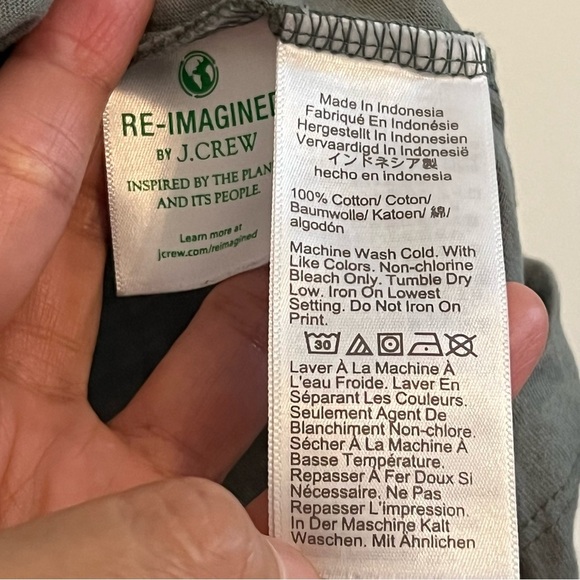 RE-IMAGINED
BY J.CREW
INSPIRED BY THE PLAN
AND ITS PEOPLE.
Learn more at
jcrew.com/reimagined
Made In Indonesia
Fabriqué En Indonésie
Hergestellt In Indonesien
Vervaardigd In Indonesië
インドネシア製
hecho en indonesia
100% Cotton/ Coton/
Baumwolle/ Katoen/ 綿/
algodón
Machine Wash Cold. With
Like Colors. Non-chlorine
Bleach Only. Tumble Dry
Low. Iron On Lowest
Setting. Do Not Iron On
Print.
30
Laver À La Machine À
L'eau Froide. Laver En
Séparant Les Couleurs.
Seulement Agent De
Blanchiment Non-chlore.
Sécher À La Machine À
Basse Température.
Repasser À Fer Doux Si
Nécessaire. Ne Pas
Repasser L'impression.
In Der Maschine Kalt
Waschen. Mit Ähnlichen